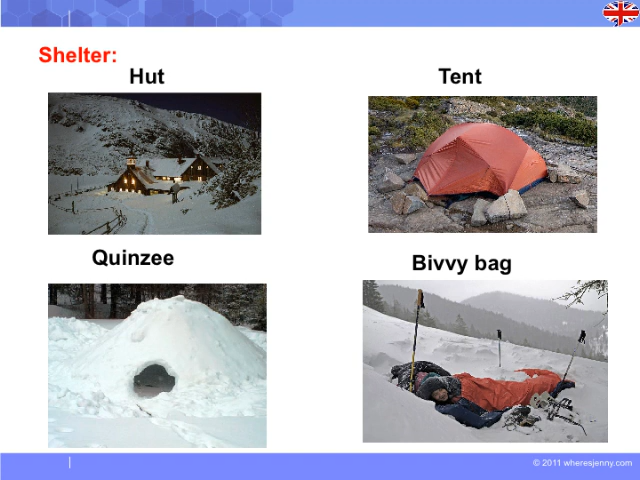 Shelter:
Hut
Tent
Quinzee
Bivvy bag
© 2011 wheresjenny.com